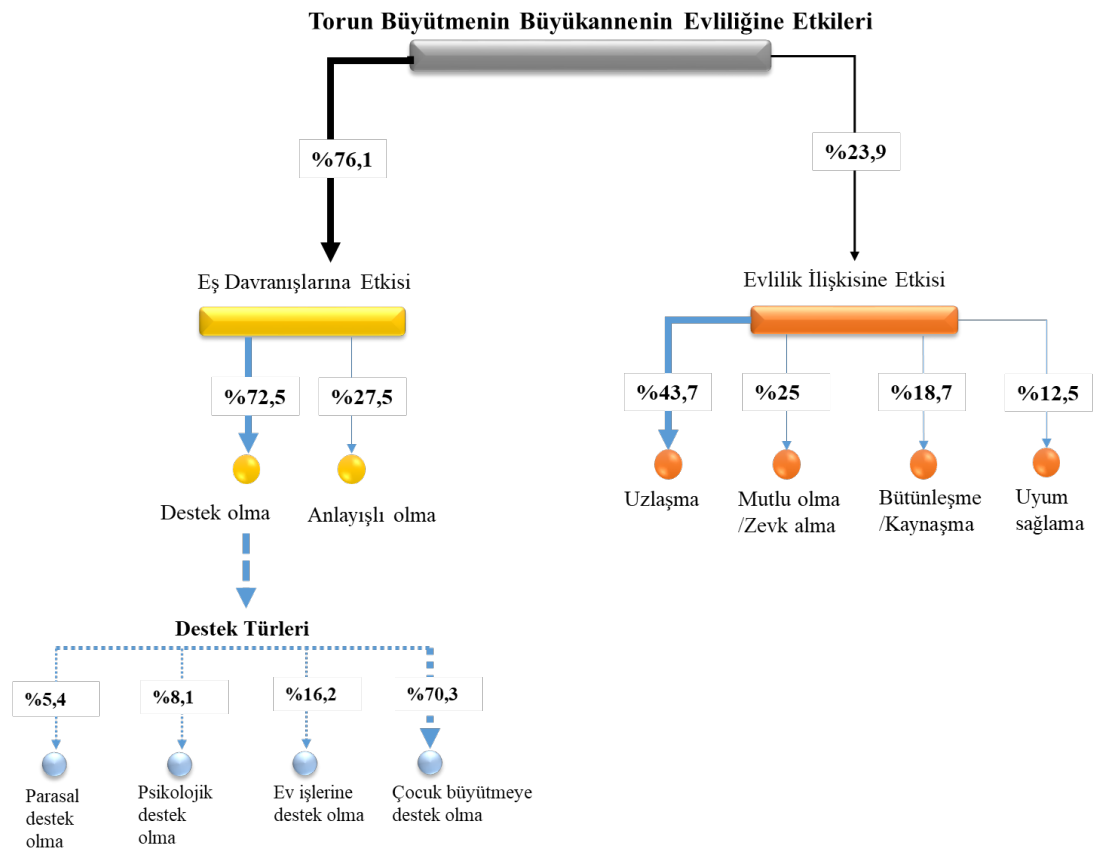 Torun Büyütmenin Büyükannenin Evliliğine Etkileri
%76,1
%23,9
Eş Davranışlarına Etkisi
Evlilik İlişkisine Etkisi
%72,5
%27,5
%43,7
%25
%18,7
%12,5
Destek olma
Anlayışlı olma
Uzlaşma
Mutlu olma
/Zevk alma
Bütünleşme
/Kaynaşma
Uyum
sağlama
Destek Türleri
%5,4
%8,1
%16,2
%70,3
Parasal
destek
olma
Psikolojik
destek
olma
Ev işlerine
destek olma
Çocuk büyütmeye
destek olma